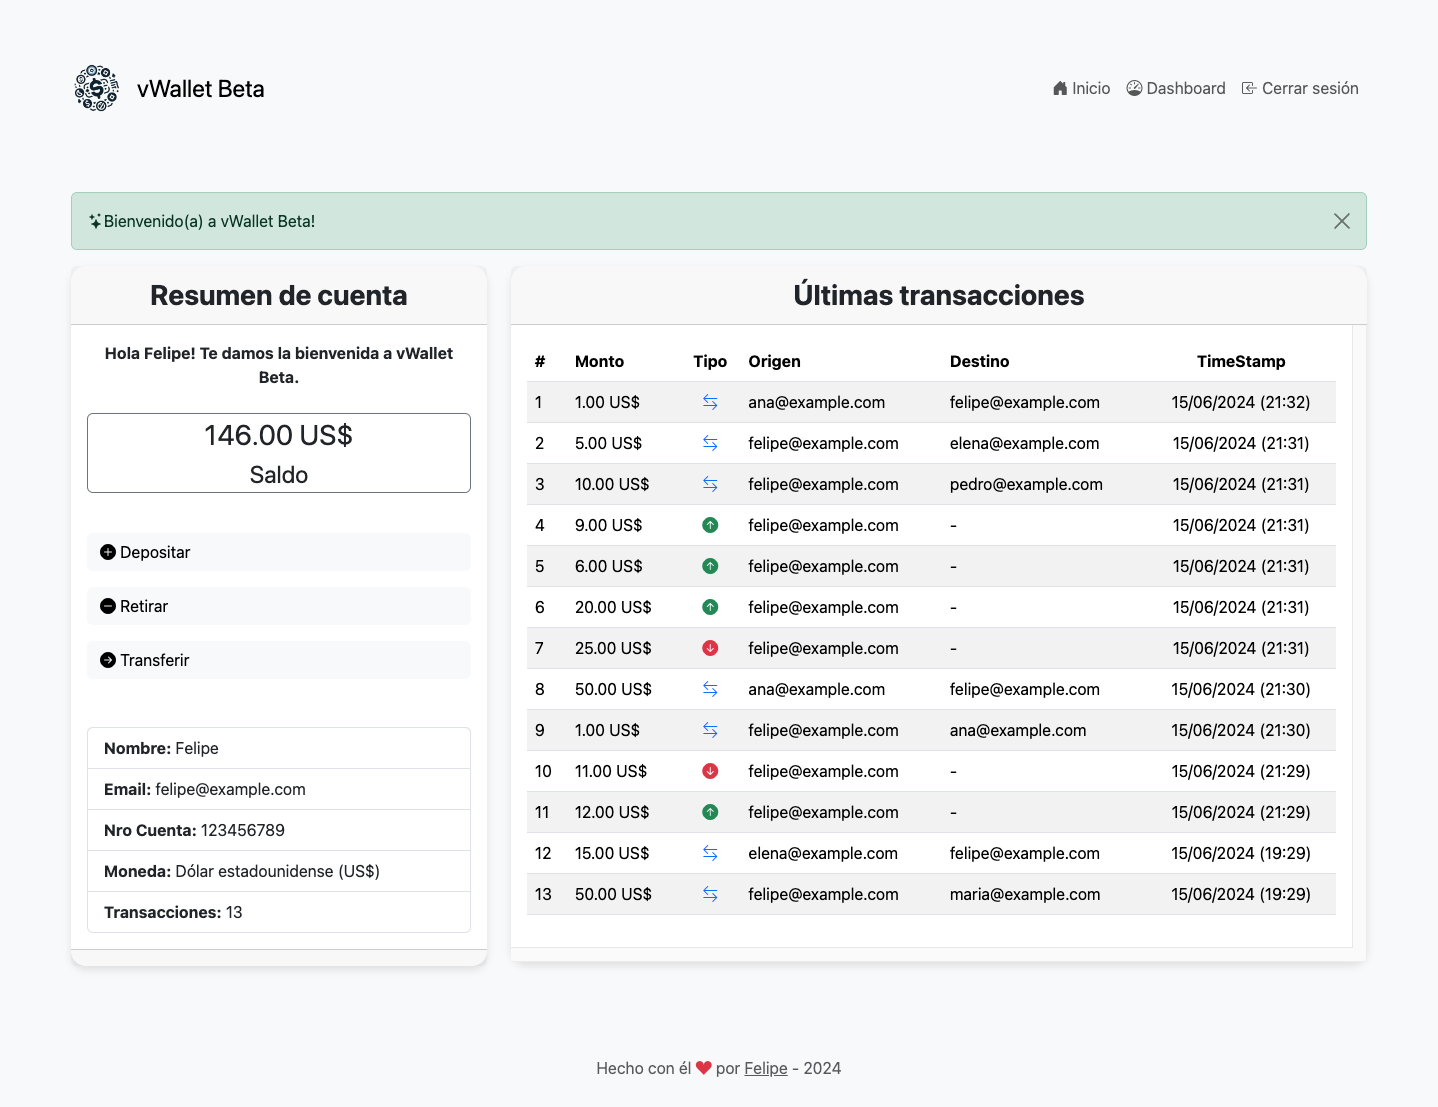 vWallet Beta
Inicio Dashboard Cerrar sesión
Bienvenido(a) a vWallet Beta!
Resumen de cuenta
Hola Felipe! Te damos la bienvenida a vWallet
Beta.
146.00 US$
Saldo
Depositar
Retirar
Transferir
Nombre: Felipe
Email: felipe@example.com
Nro Cuenta: 123456789
Moneda: Dólar estadounidense (US$)
Transacciones: 13
Últimas transacciones
# Monto Tipo Origen Destino TimeStamp
1 1.00 US$ ana@example.com felipe@example.com 15/06/2024 (21:32)
2 5.00 US$ felipe@example.com elena@example.com 15/06/2024 (21:31)
3 10.00 US$ felipe@example.com pedro@example.com 15/06/2024 (21:31)
4 9.00 US$ felipe@example.com - 15/06/2024 (21:31)
5 6.00 US$ felipe@example.com - 15/06/2024 (21:31)
6 20.00 US$ felipe@example.com - 15/06/2024 (21:31)
7 25.00 US$ felipe@example.com - 15/06/2024 (21:31)
8 50.00 US$ ana@example.com felipe@example.com 15/06/2024 (21:30)
9 1.00 US$ felipe@example.com ana@example.com 15/06/2024 (21:30)
10 11.00 US$ felipe@example.com - 15/06/2024 (21:29)
11 12.00 US$ felipe@example.com - 15/06/2024 (21:29)
12 15.00 US$ elena@example.com felipe@example.com 15/06/2024 (19:29)
13 50.00 US$ felipe@example.com maria@example.com 15/06/2024 (19:29)
Hecho con él ❤ por Felipe - 2024